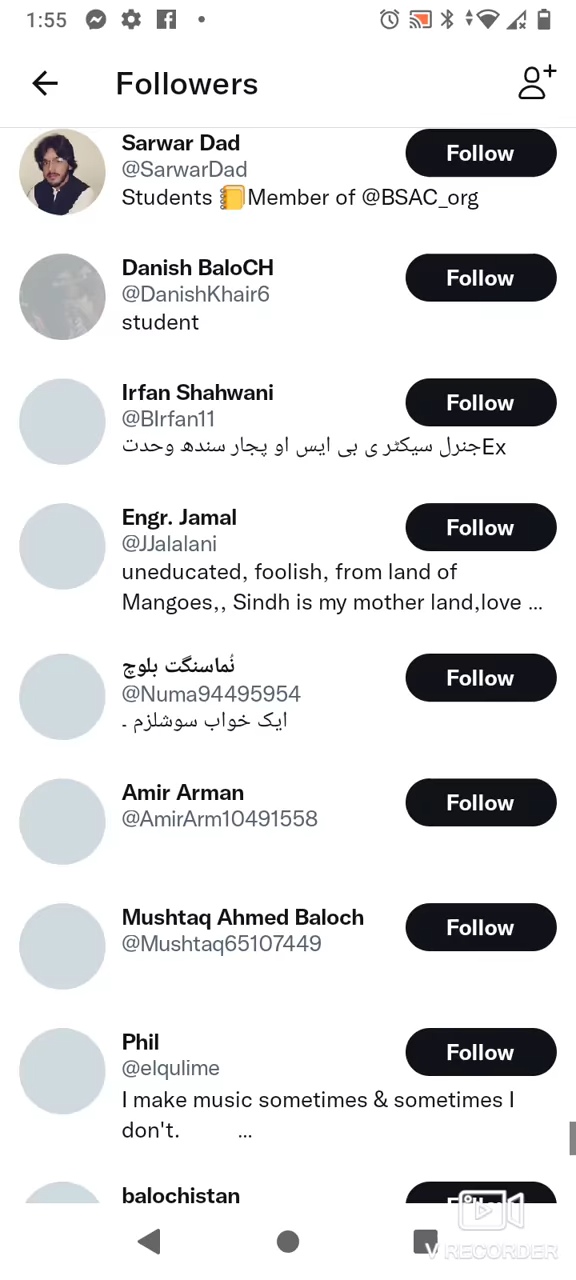 1:55
Followers
Sarwar Dad
Follow
@SarwarDad
Students 📒Member of @BSAC_org
Danish BaloCH
Follow
@DanishKhair6
student
Irfan Shahwani
Follow
@BIrfan11
Exجنرل سیکٹر ی بی ایس او پجار سندھ وحدت
Engr. Jamal
Follow
@JJalalani
uneducated, foolish, from land of
Mangoes,, Sindh is my mother land,love ...
نُماسنگت بلوچ
Follow
@Numa94495954
ایک خواب سوشلزم ۔
Amir Arman
Follow
@AmirArm10491558
Mushtaq Ahmed Baloch
Follow
@Mushtaq65107449
Phil
Follow
@elqulime
I make music sometimes & sometimes I
don't. ...
balochistan
Follow
V RECORDER